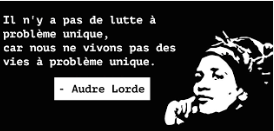 Il n'y a pas de lutte à
problème unique,
car nous ne vivons pas des
vies à problème unique.
- Audre Lorde